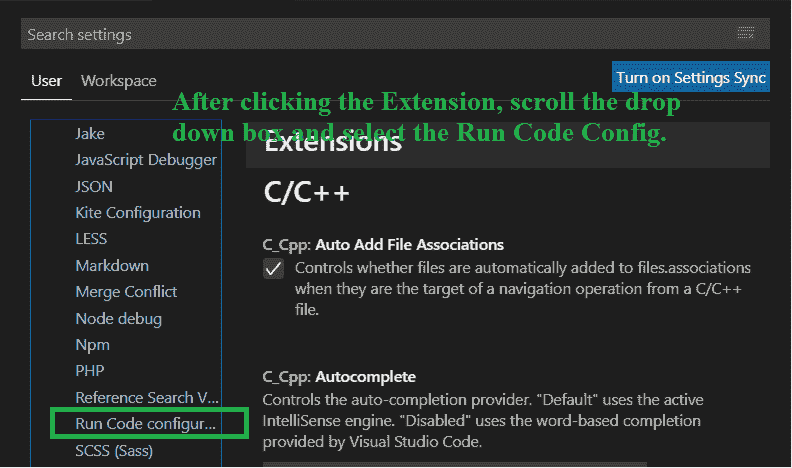 Search settings
User Workspace
Turn on Settings Sync
After clicking the Extension, scroll the drop
down box and select the Run Code Config.
Jake
JavaScript Debugger
JSON
Kite Configuration
LESS
Markdown
Merge Conflict
Node debug
Npm
PHP
Reference Search V...
Run Code configur...
SCSS (Sass)
Extensions
C/C++
C_Cpp: Auto Add File Associations
Controls whether files are automatically added to files.associations
when they are the target of a navigation operation from a C/C++
file.
C_Cpp: Autocomplete
Controls the auto-completion provider. "Default" uses the active
IntelliSense engine. "Disabled" uses the word-based completion
provided by Visual Studio Code.